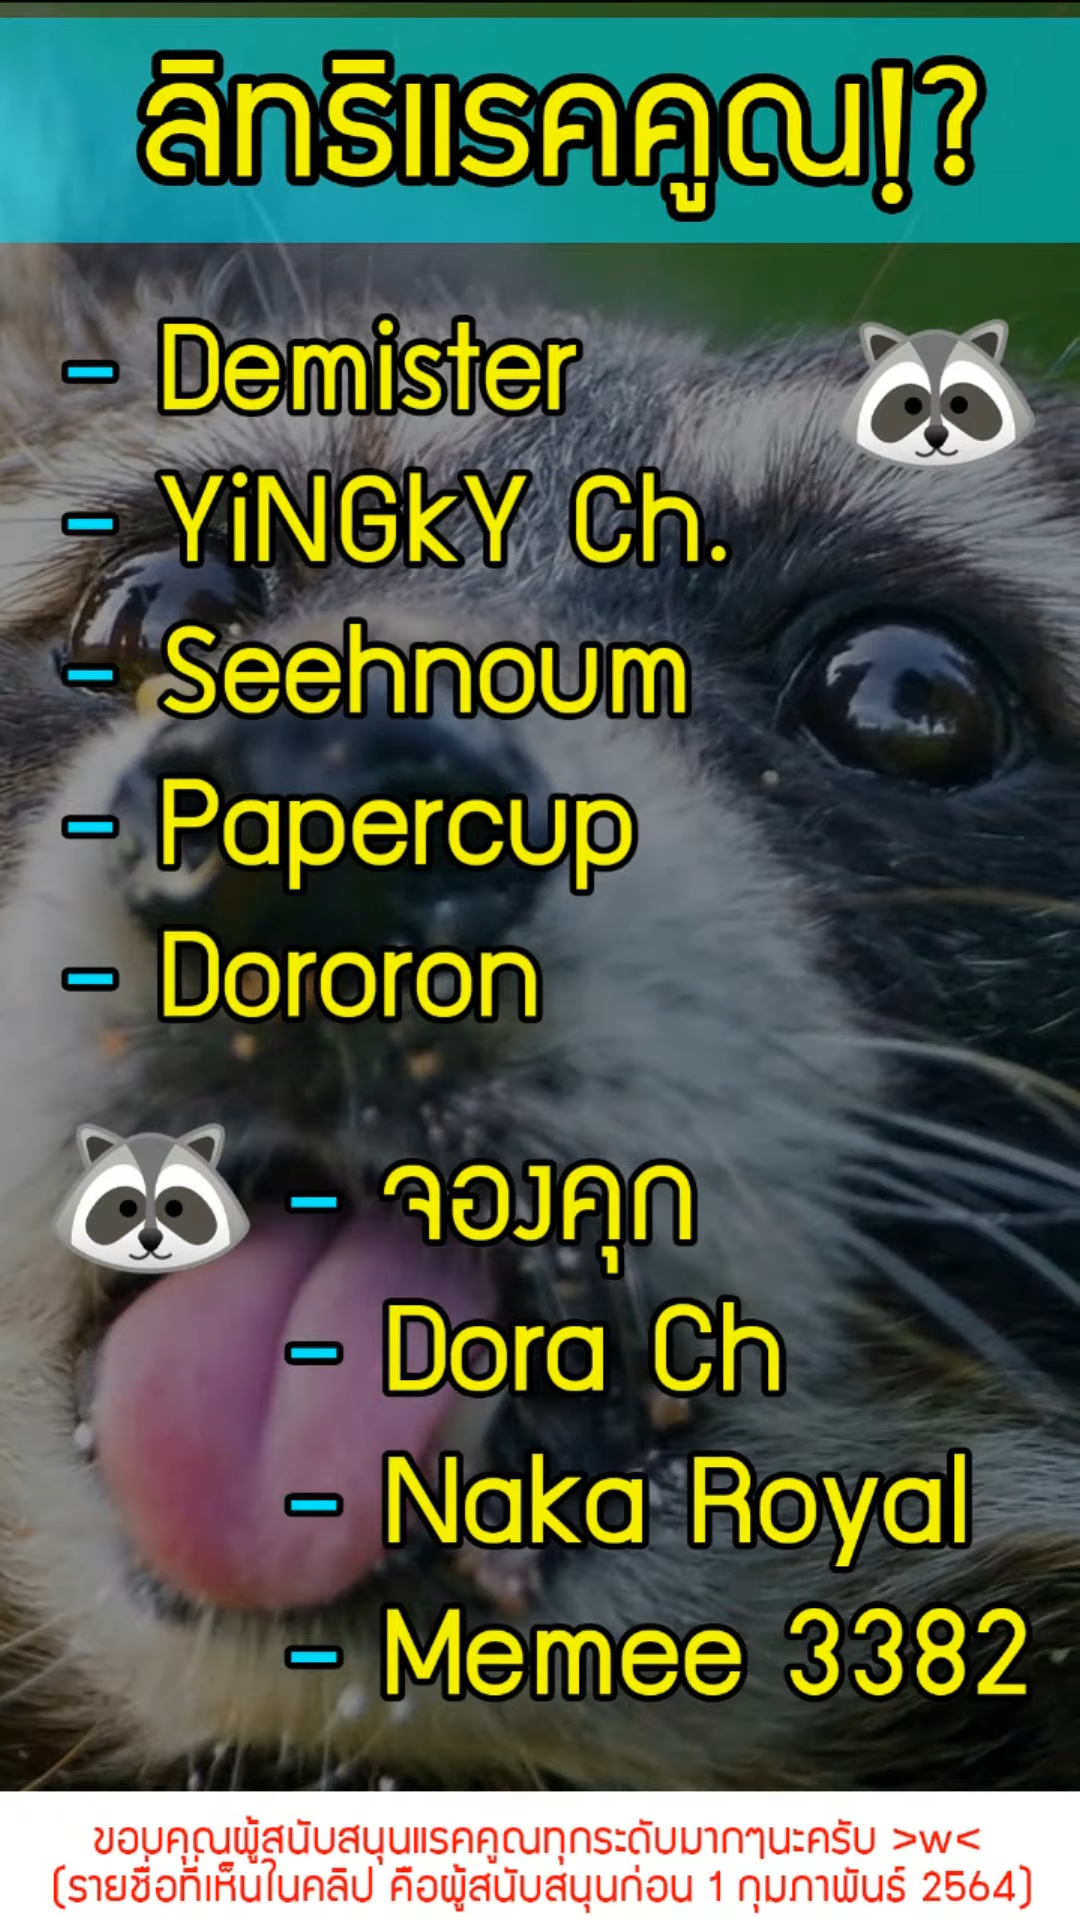 ลิทธิแรคคูณ!?
- Demister
- YiNGkY Ch.
- Seehnoum
- Papercup
- Dororon
- จองคุก
- Dora Ch
- Naka Royal
- Memee 3382
ขอบคุณผู้สนับสนุนแรคคูณทุกระดับมากๆนะครับ >w<
(รายชื่อที่เห็นในคลิป คือผู้สนับสนุนก่อน 1 กุมภาพันธ์ 2564)